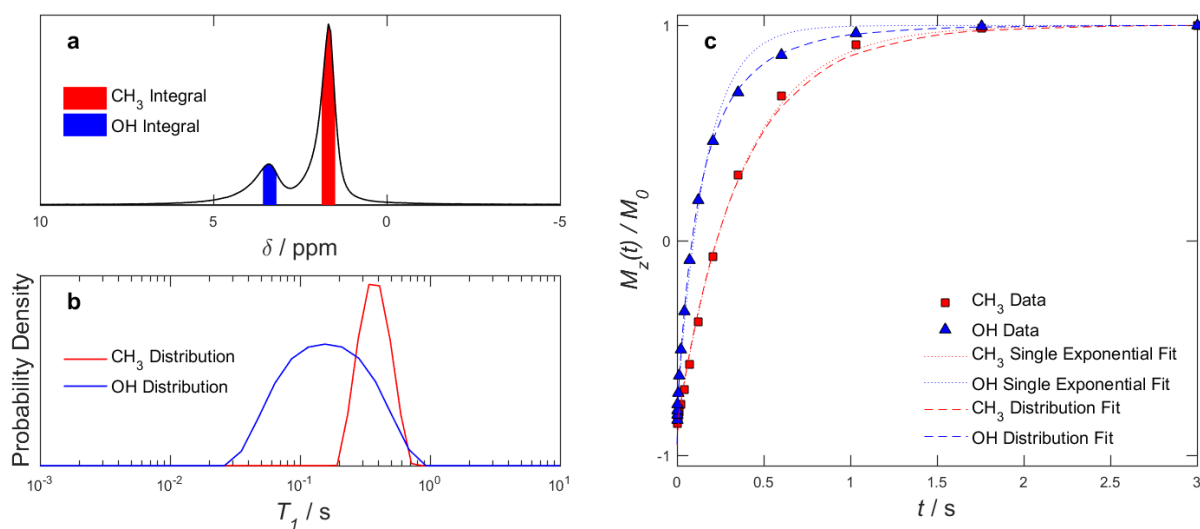 a
CH₃ Integral
OH Integral
10 5 0 -5
δ / ppm
b
CH₃ Distribution
OH Distribution
Probability Density
10⁻³ 10⁻² 10⁻¹ 10⁰ 10¹
T₁ / s
c
1
0
-1
M_z(t) / M_0
CH₃ Data
OH Data
CH₃ Single Exponential Fit
OH Single Exponential Fit
CH₃ Distribution Fit
OH Distribution Fit
0 0.5 1 1.5 2 2.5 3
t / s